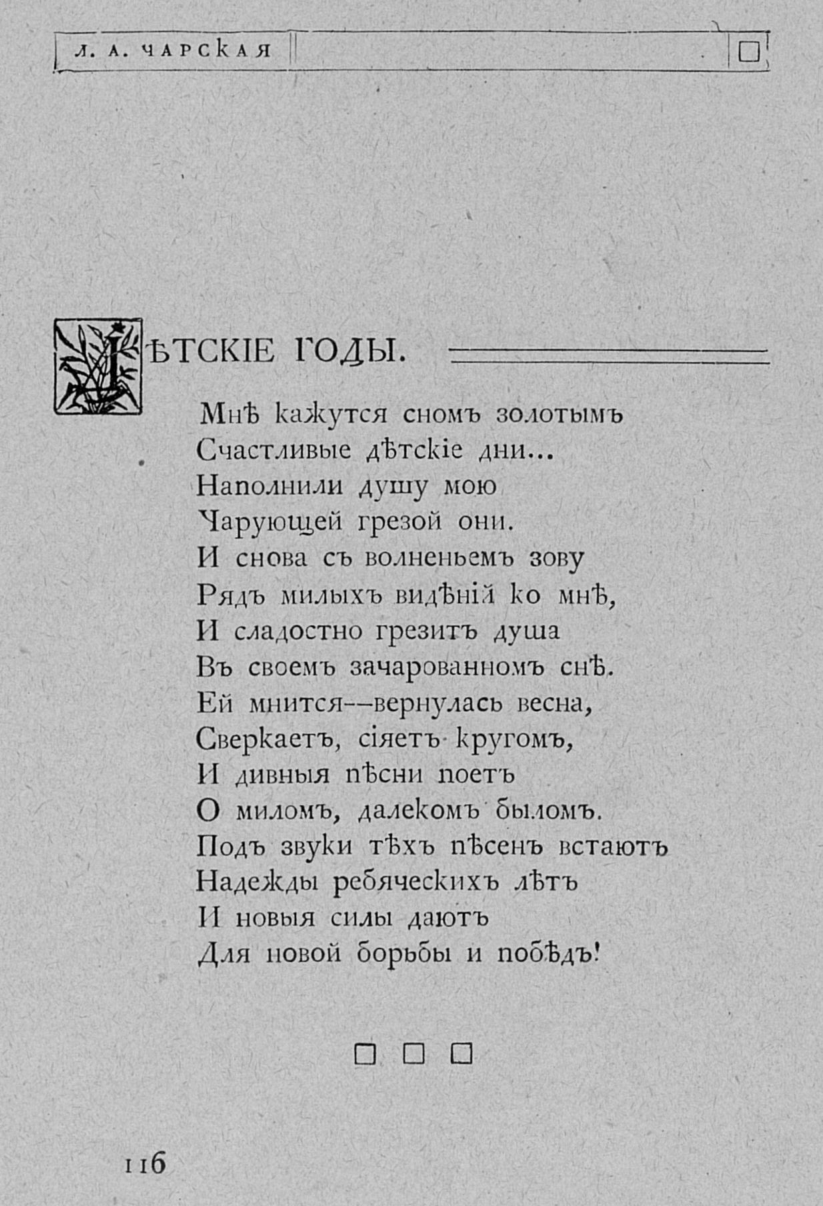 Л. А. ЧАРСКАЯ
ДѢТСКІЕ ГОДЫ.
Мнѣ кажутся сномъ золотымъ
Счастливые дѣтскіе дни...
Наполнили душу мою
Чарующей грезой они.
И снова съ волненьемъ зову
Рядъ милыхъ видѣній ко мнѣ,
И сладостно грезитъ душа
Въ своемъ зачарованномъ снѣ.
Ей мнится—вернулась весна,
Сверкаетъ, сіяетъ кругомъ,
И дивныя пѣсни поетъ
О миломъ, далекомъ быломъ.
Подъ звуки тѣхъ пѣсенъ встаютъ
Надежды ребяческихъ лѣтъ
И новыя силы даютъ
Для новой борьбы и побѣдъ!
116